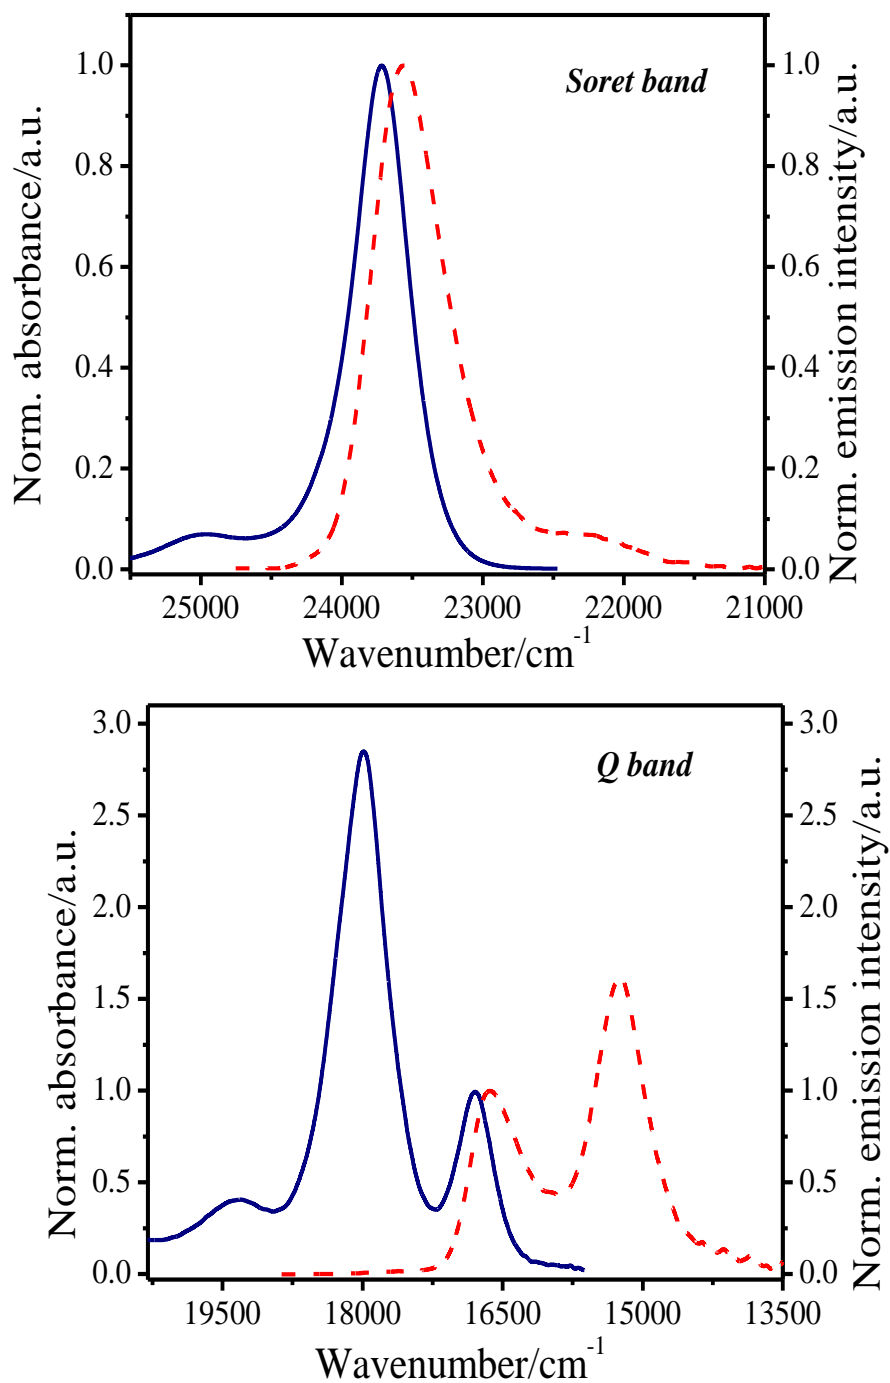 Soret band
Norm. absorbance/a.u.
1.0
0.8
0.6
0.4
0.2
0.0
Norm. emission intensity/a.u.
1.0
0.8
0.6
0.4
0.2
0.0
25000 24000 23000 22000 21000
Wavenumber/cm⁻¹
Q band
Norm. absorbance/a.u.
3.0
2.5
2.0
1.5
1.0
0.5
0.0
Norm. emission intensity/a.u.
3.0
2.5
2.0
1.5
1.0
0.5
0.0
19500 18000 16500 15000 13500
Wavenumber/cm⁻¹